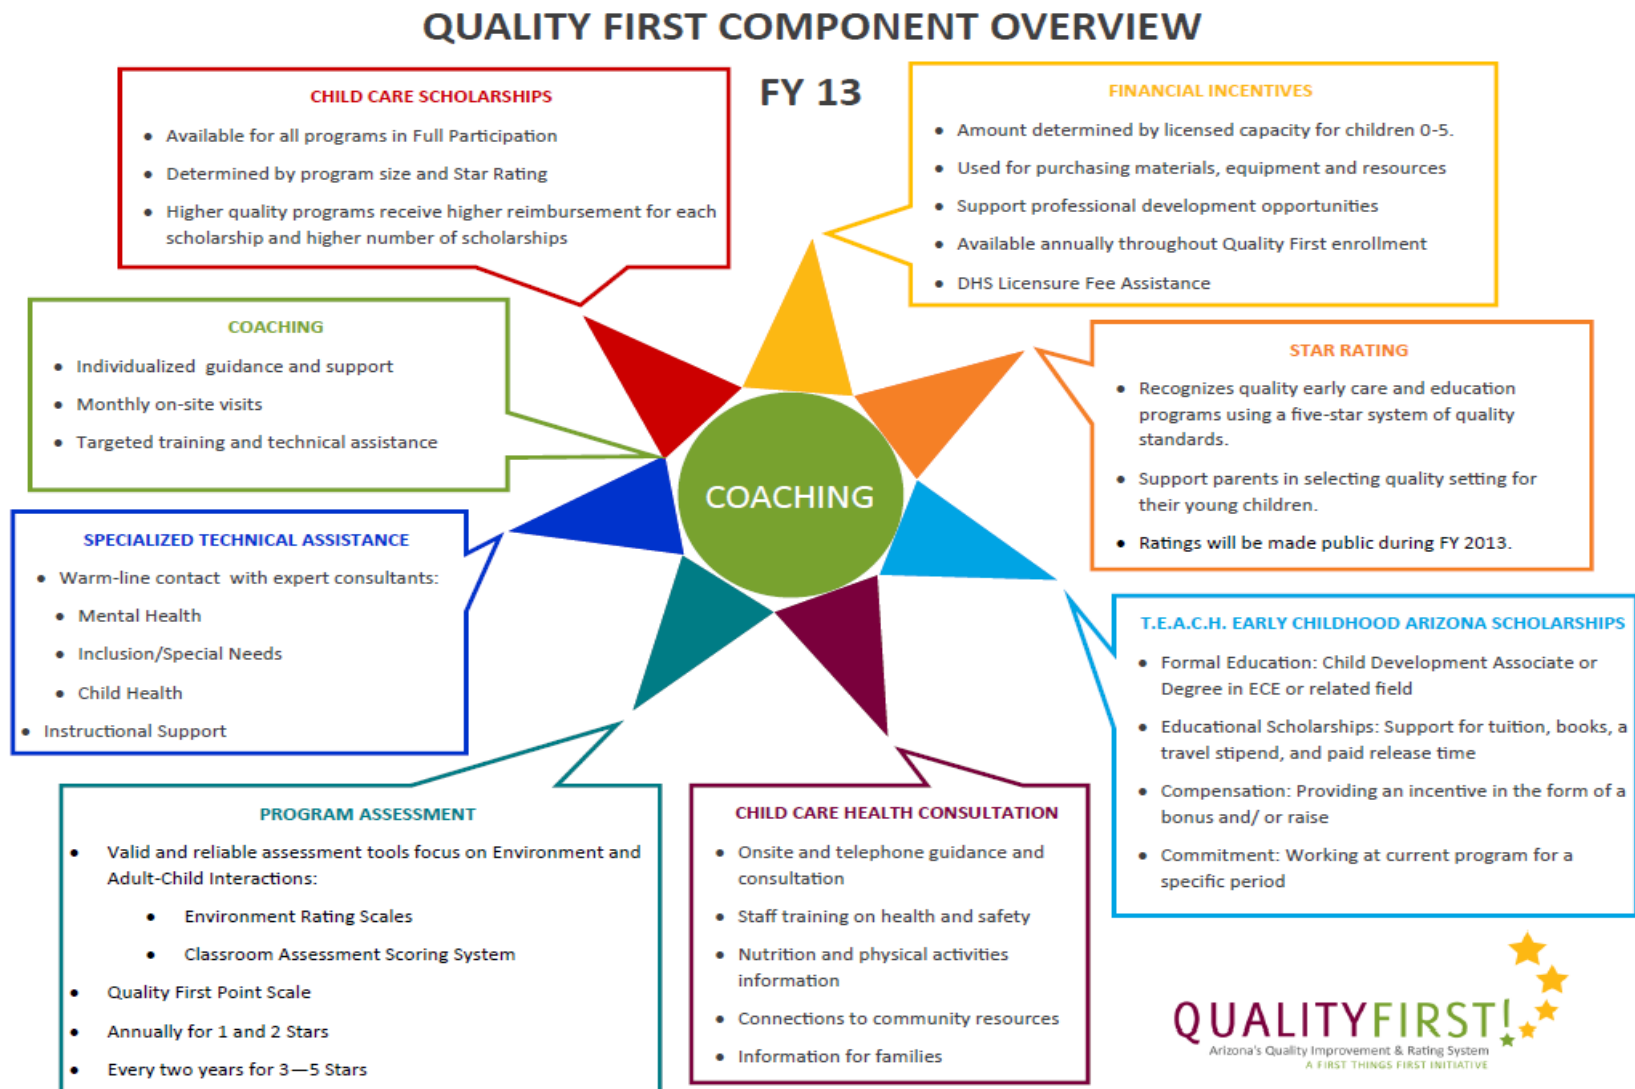 QUALITY FIRST COMPONENT OVERVIEW
FY 13
CHILD CARE SCHOLARSHIPS
• Available for all programs in Full Participation
• Determined by program size and Star Rating
• Higher quality programs receive higher reimbursement for each
scholarship and higher number of scholarships
FINANCIAL INCENTIVES
• Amount determined by licensed capacity for children 0-5.
• Used for purchasing materials, equipment and resources
• Support professional development opportunities
• Available annually throughout Quality First enrollment
• DHS Licensure Fee Assistance
COACHING
• Individualized guidance and support
• Monthly on-site visits
• Targeted training and technical assistance
STAR RATING
• Recognizes quality early care and education
programs using a five-star system of quality
standards.
• Support parents in selecting quality setting for
their young children.
• Ratings will be made public during FY 2013.
COACHING
SPECIALIZED TECHNICAL ASSISTANCE
• Warm-line contact with expert consultants:
• Mental Health
• Inclusion/Special Needs
• Child Health
• Instructional Support
T.E.A.C.H. EARLY CHILDHOOD ARIZONA SCHOLARSHIPS
• Formal Education: Child Development Associate or
Degree in ECE or related field
• Educational Scholarships: Support for tuition, books, a
travel stipend, and paid release time
• Compensation: Providing an incentive in the form of a
bonus and/ or raise
• Commitment: Working at current program for a
specific period
PROGRAM ASSESSMENT
• Valid and reliable assessment tools focus on Environment and
Adult-Child Interactions:
• Environment Rating Scales
• Classroom Assessment Scoring System
• Quality First Point Scale
• Annually for 1 and 2 Stars
• Every two years for 3—5 Stars
CHILD CARE HEALTH CONSULTATION
• Onsite and telephone guidance and
consultation
• Staff training on health and safety
• Nutrition and physical activities
information
• Connections to community resources
• Information for families
QUALITYFIRST!
Arizona's Quality Improvement & Rating System
A FIRST THINGS FIRST INITIATIVE